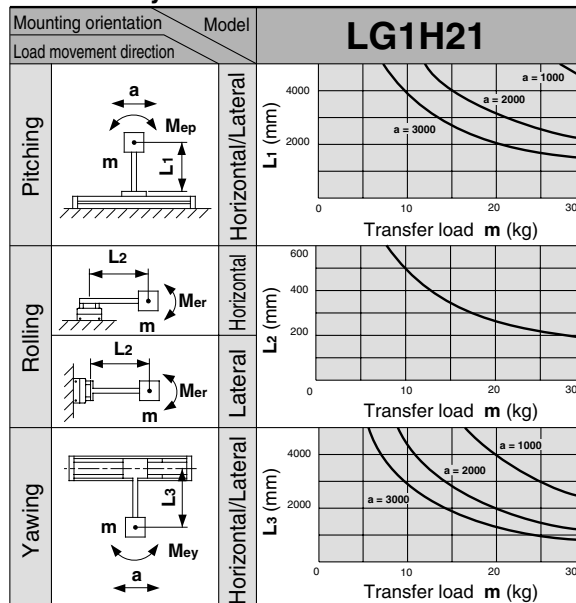 Mounting orientation
Model
Load movement direction
LG1H21
Pitching
a
Mep
m
L1
Horizontal/Lateral
L1 (mm)
4000
2000
a = 1000
a = 2000
a = 3000
0
10
20
30
Transfer load m (kg)
Rolling
L2
Mer
m
Horizontal
L2
Mer
m
Lateral
L2 (mm)
600
400
200
0
10
20
30
Transfer load m (kg)
Yawing
L3
m
Mey
a
Horizontal/Lateral
L3 (mm)
4000
2000
a = 1000
a = 2000
a = 3000
0
10
20
30
Transfer load m (kg)